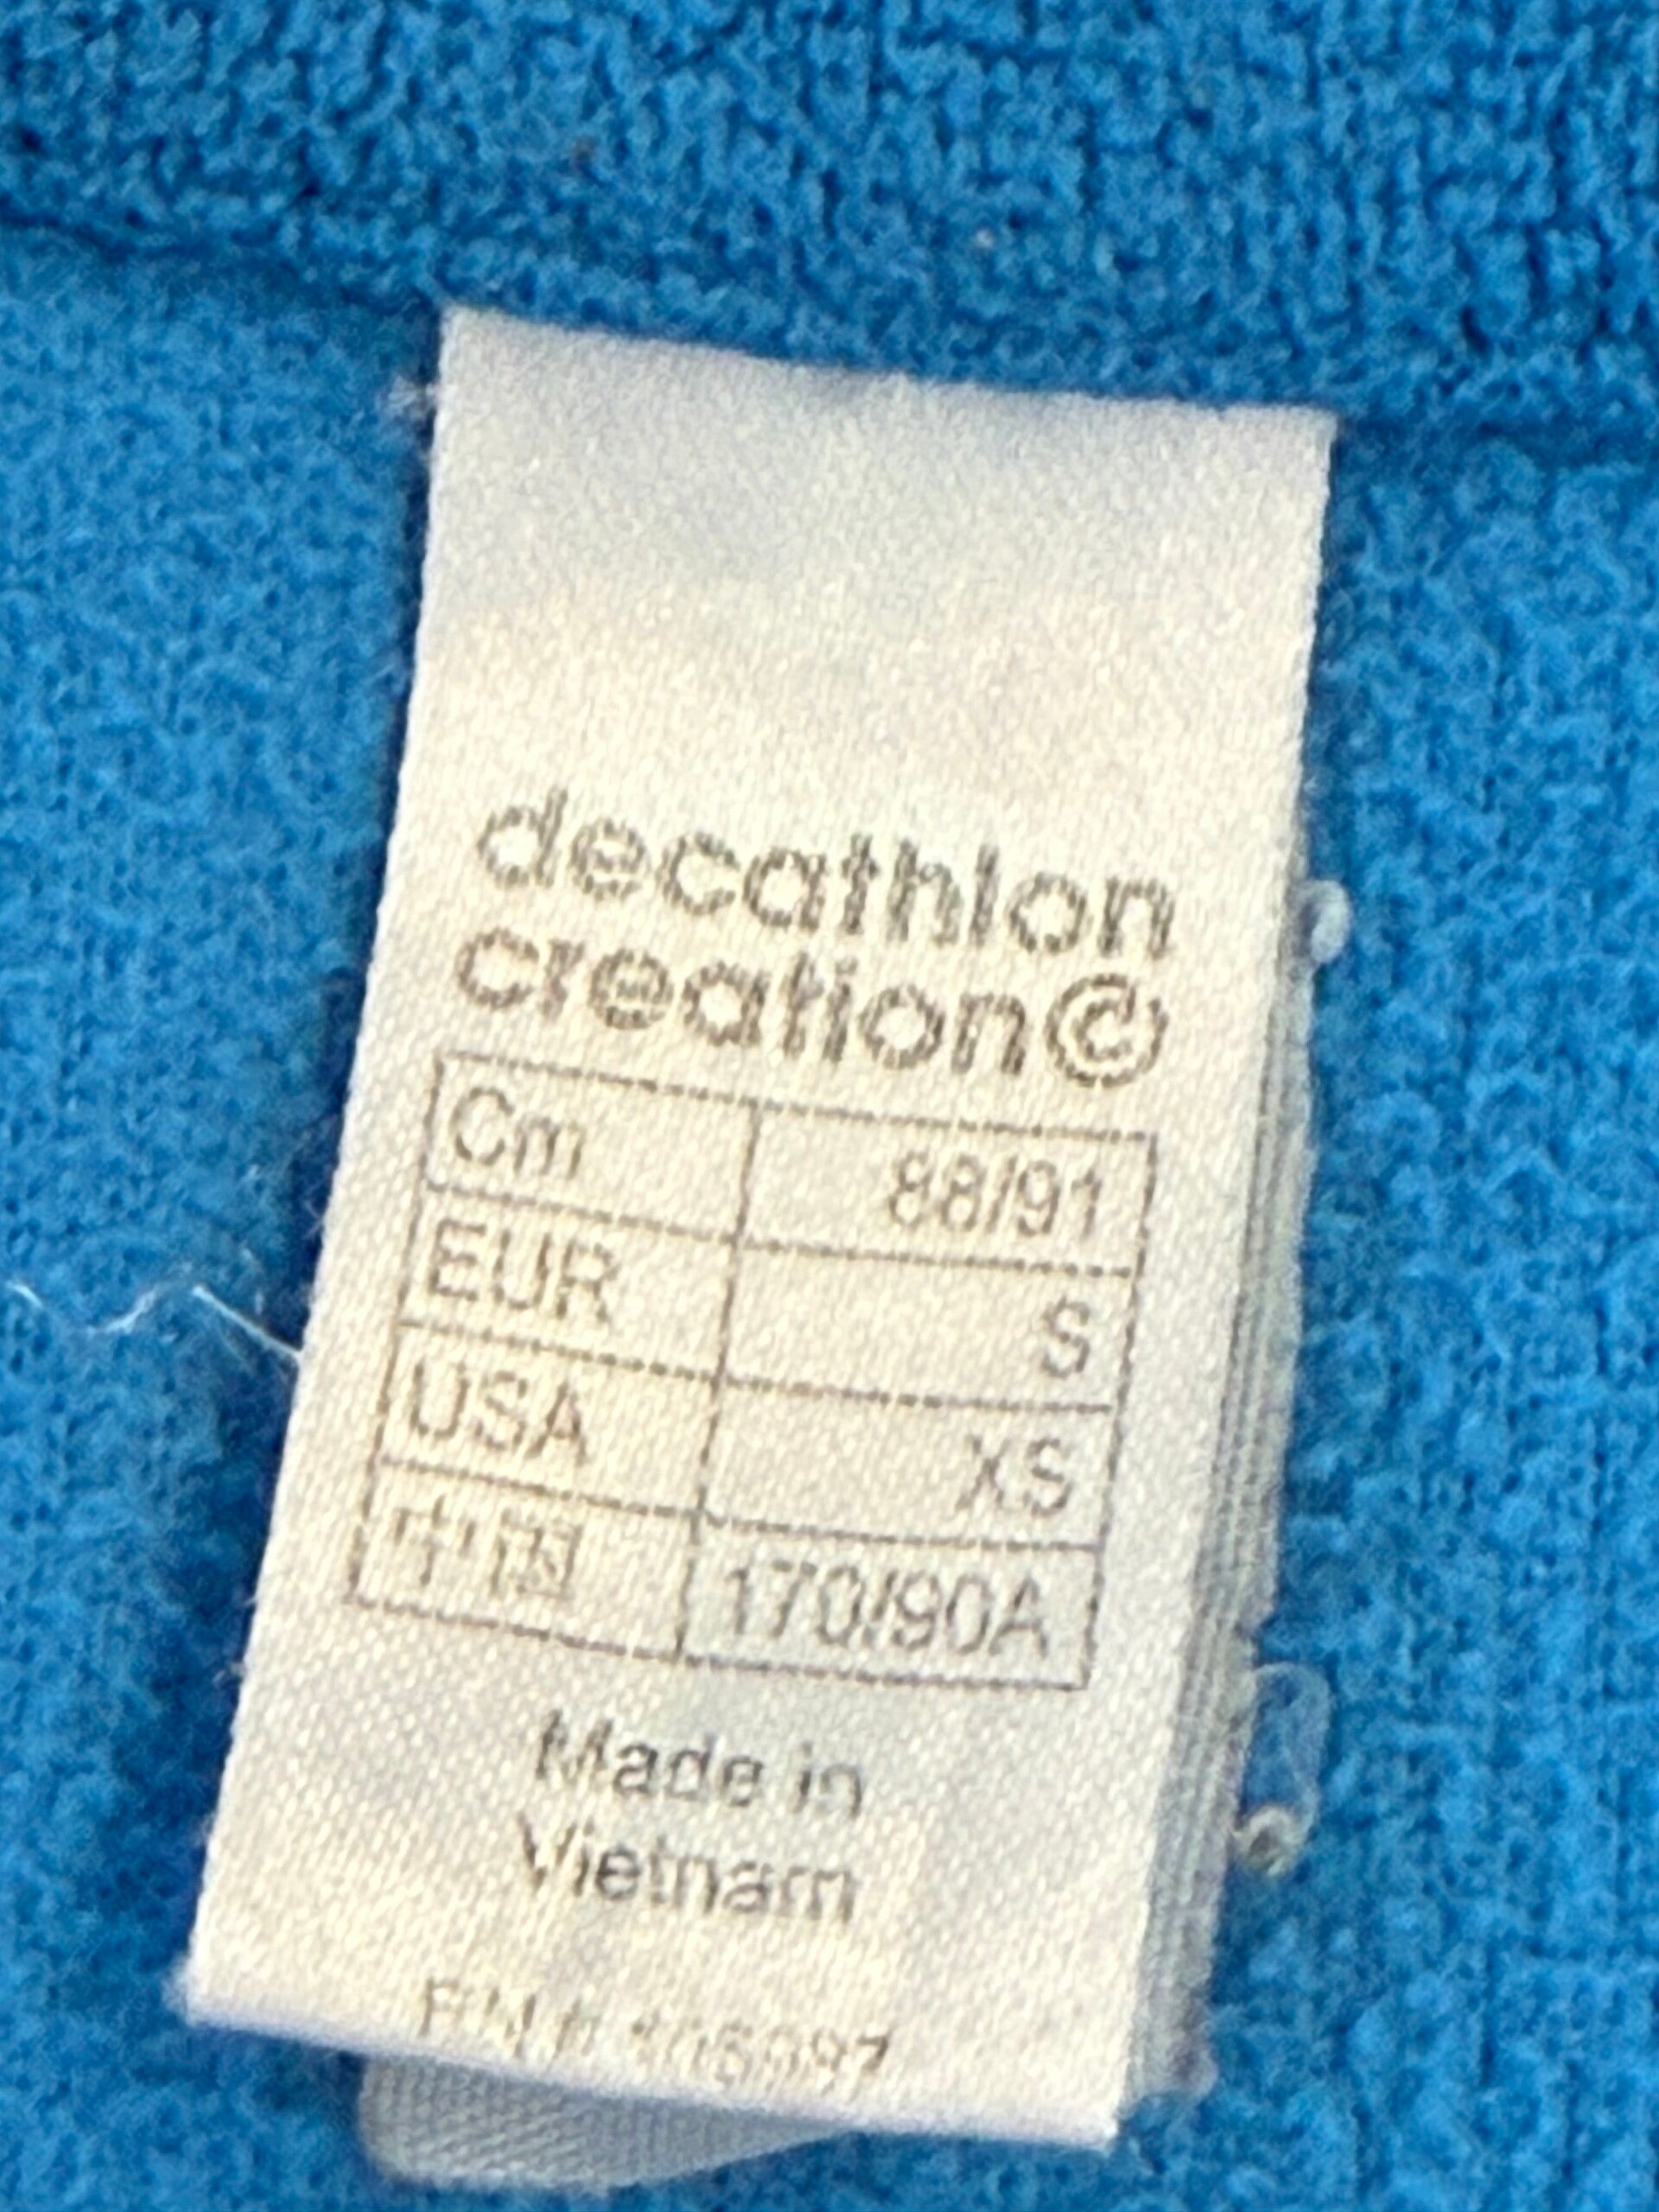 decathlon
creation©
Cm 88/91
EUR S
USA XS
中国 170/90A
Made in
Vietnam